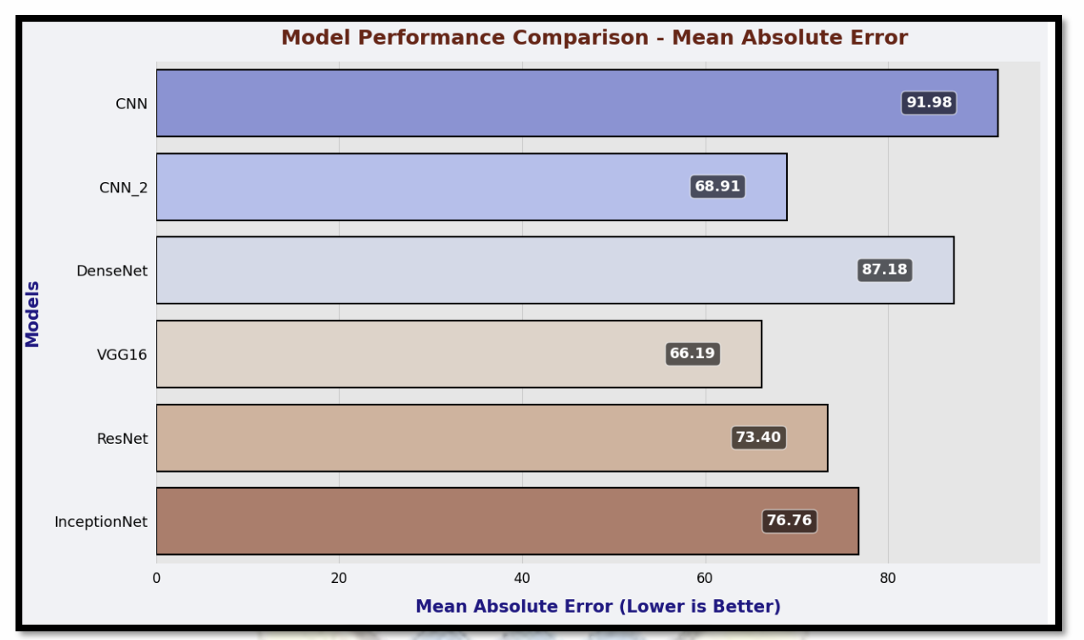 Model Performance Comparison - Mean Absolute Error
CNN
91.98
CNN_2
68.91
DenseNet
87.18
Models
VGG16
66.19
ResNet
73.40
InceptionNet
76.76
0 20 40 60 80
Mean Absolute Error (Lower is Better)